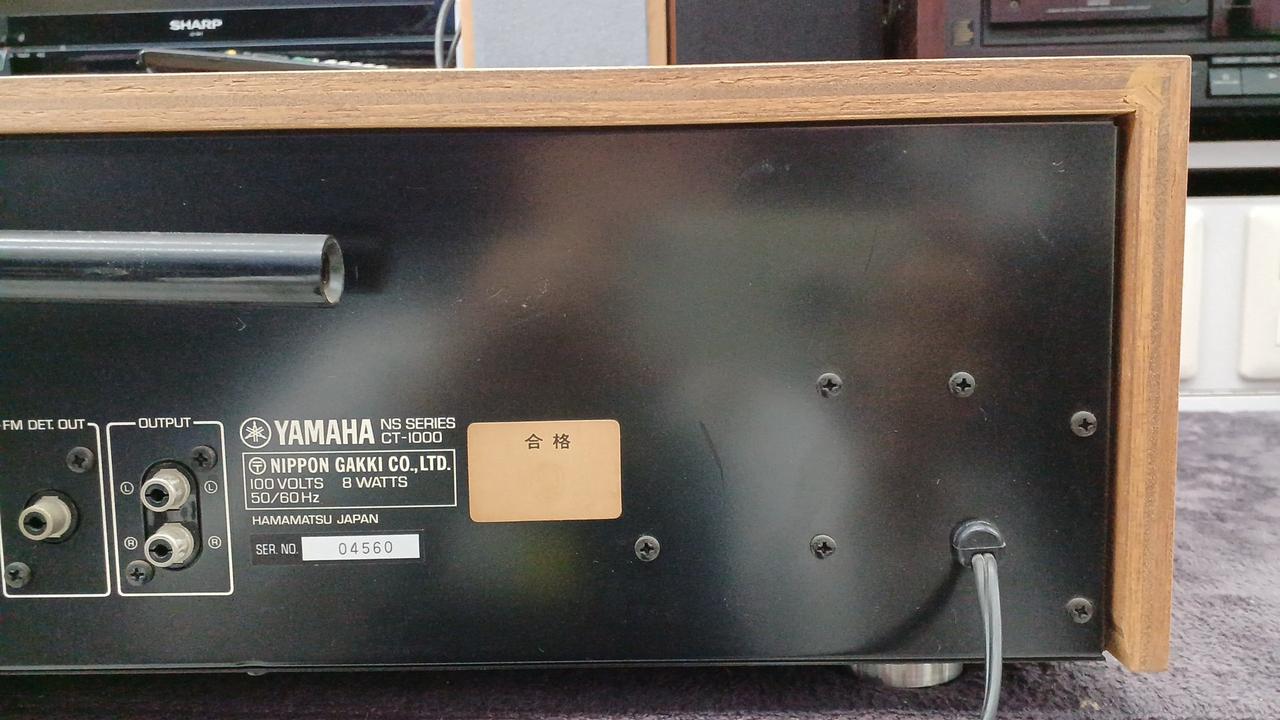 SHARP
FM DET. OUT
OUTPUT
L L
R R
YAMAHA NS SERIES
CT-1000
〒 NIPPON GAKKI CO., LTD.
100 VOLTS 8 WATTS
50/60 Hz
HAMAMATSU JAPAN
SER. NO. 04560
合格